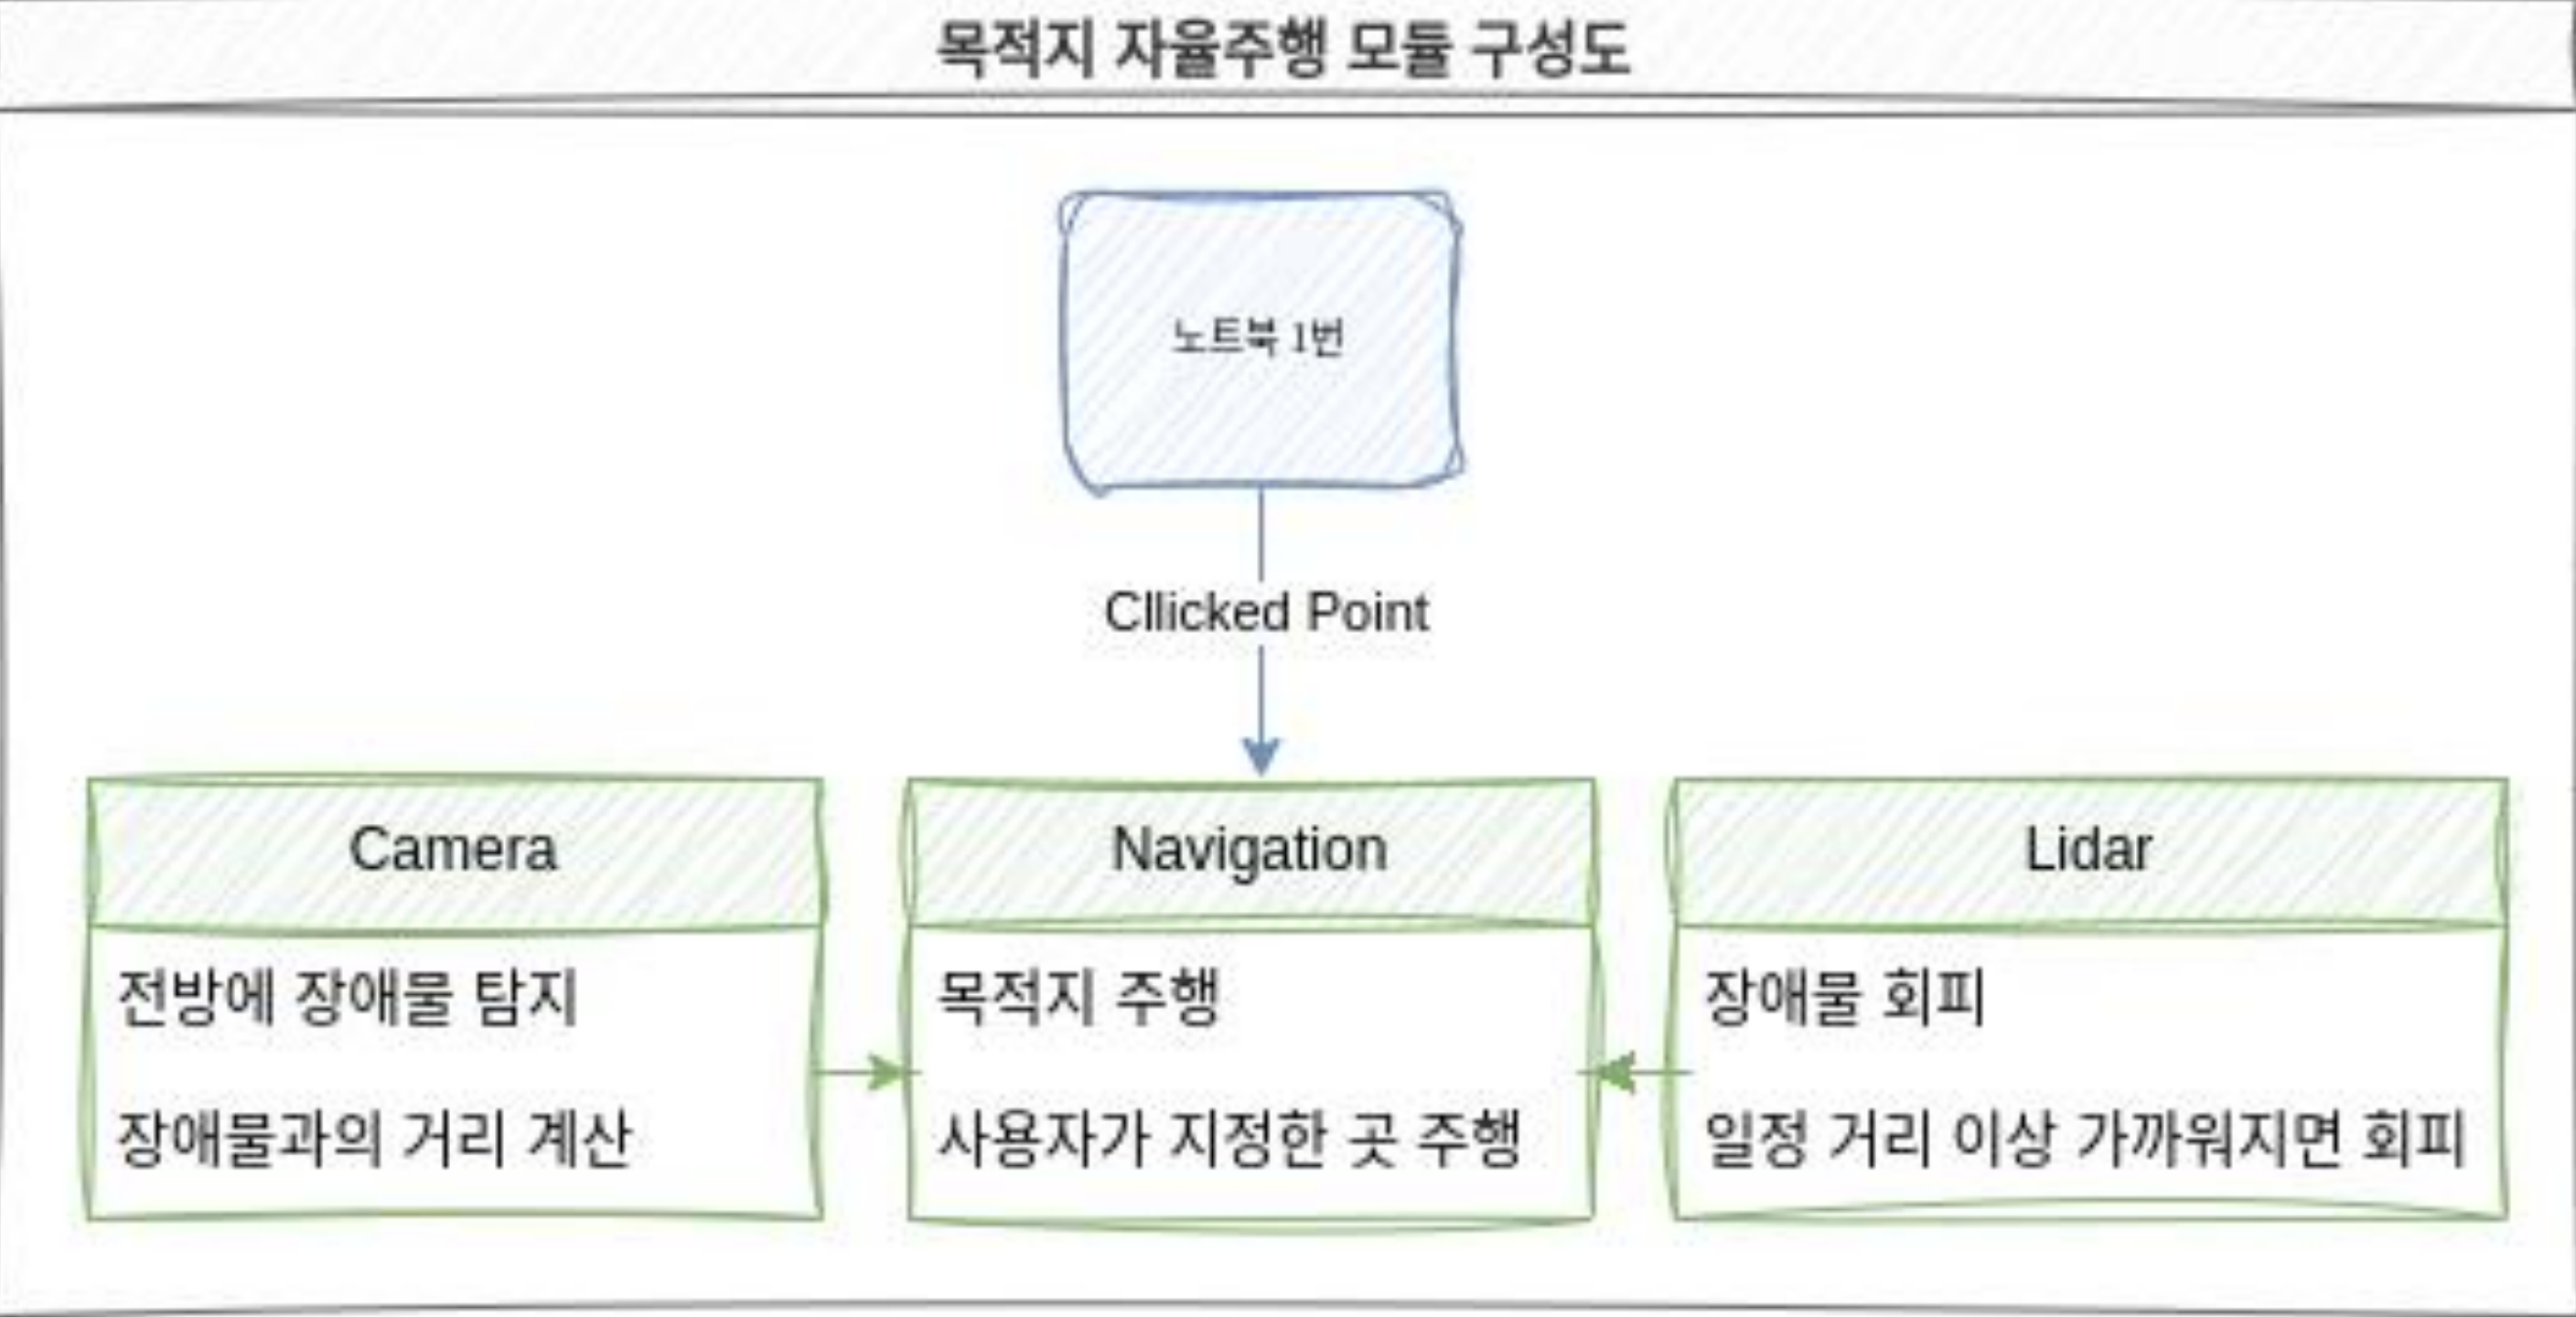 목적지 자율주행 모듈 구성도
노트북 1번
Cllicked Point
Camera
전방에 장애물 탐지
장애물과의 거리 계산
Navigation
목적지 주행
사용자가 지정한 곳 주행
Lidar
장애물 회피
일정 거리 이상 가까워지면 회피